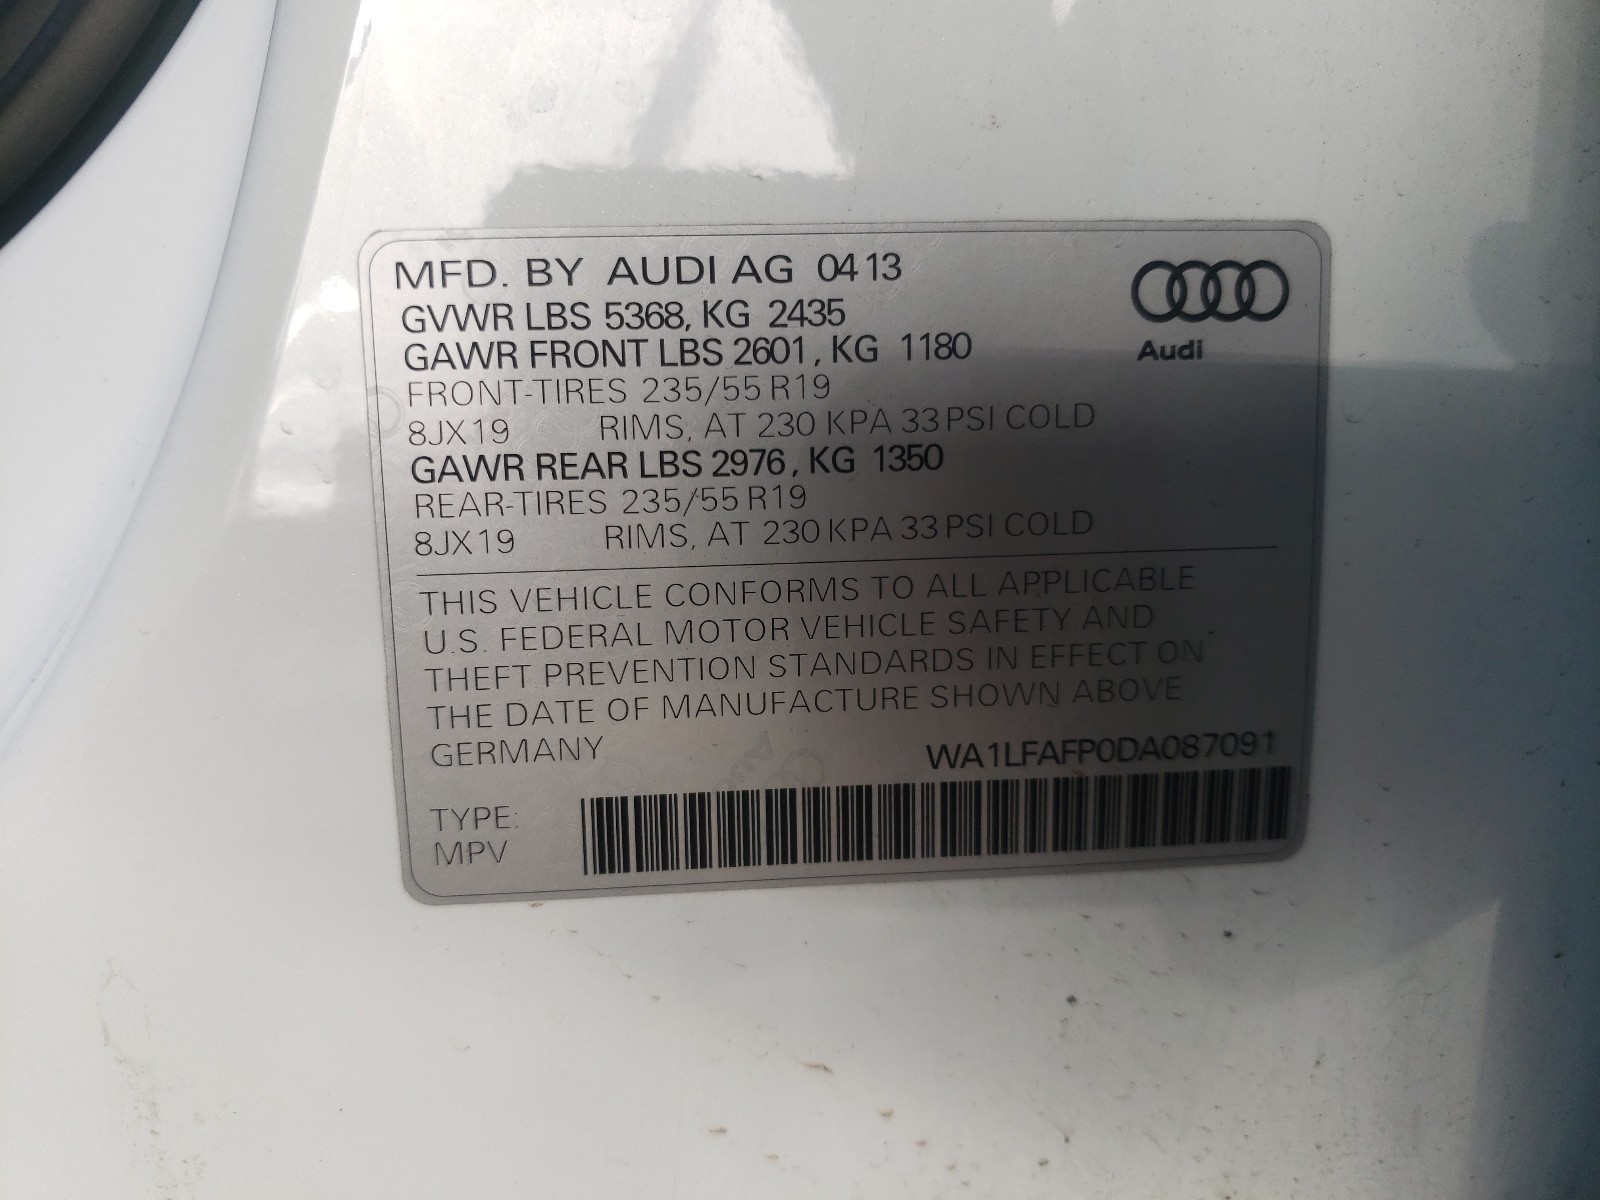 MFD. BY AUDI AG 0413
GVWR LBS 5368, KG 2435
GAWR FRONT LBS 2601, KG 1180
FRONT-TIRES 235/55 R19
8JX19 RIMS, AT 230 KPA 33 PSI COLD
GAWR REAR LBS 2976, KG 1350
REAR-TIRES 235/55 R19
8JX19 RIMS, AT 230 KPA 33 PSI COLD
Audi
THIS VEHICLE CONFORMS TO ALL APPLICABLE
U.S. FEDERAL MOTOR VEHICLE SAFETY AND
THEFT PREVENTION STANDARDS IN EFFECT ON
THE DATE OF MANUFACTURE SHOWN ABOVE
GERMANY WA1LFAFP0DA087091
TYPE:
MPV